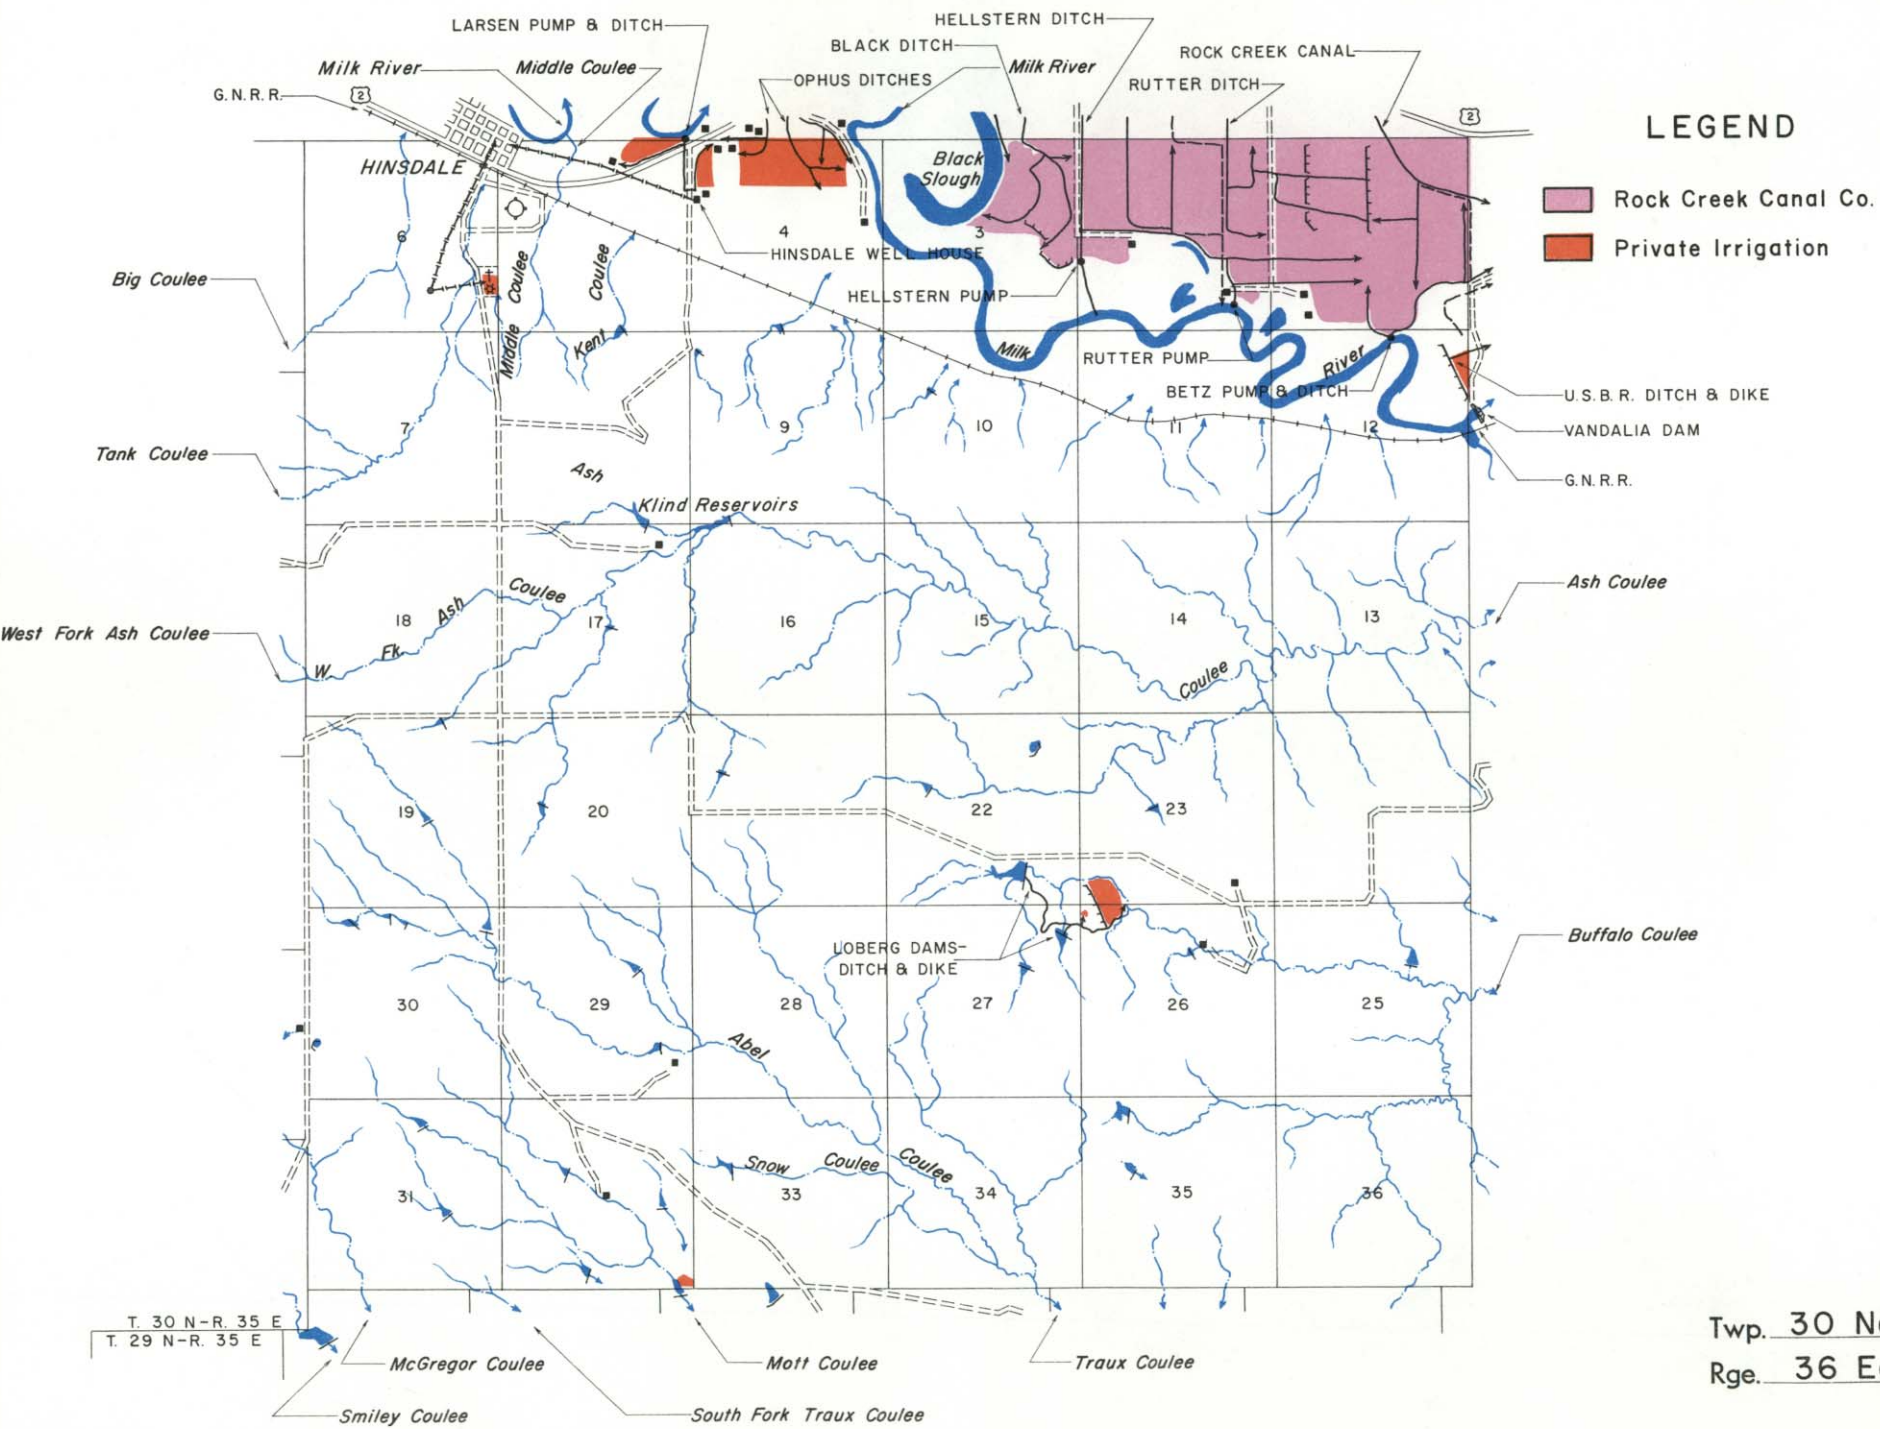 LARSEN PUMP & DITCH
HELLSTERN DITCH
BLACK DITCH
ROCK CREEK CANAL
Milk River
Middle Coulee
OPHUS DITCHES
Milk River
RUTTER DITCH
G.N.R.R.
2
2
LEGEND
Rock Creek Canal Co.
Private Irrigation
HINSDALE
Black
Slough
6
4
3
HINSDALE WELL HOUSE
Big Coulee
Middle Coulee
Kent Coulee
HELLSTERN PUMP
Milk River
RUTTER PUMP
BETZ PUMP & DITCH
U.S.B.R. DITCH & DIKE
VANDALIA DAM
G.N.R.R.
7
9
10
11
12
Tank Coulee
Ash
Klind Reservoirs
Ash Coulee
West Fork Ash Coulee
W. Fk. Ash Coulee
18
17
16
15
14
13
Coulee
19
20
22
23
LOBERG DAMS-
DITCH & DIKE
Buffalo Coulee
30
29
28
27
26
25
Abel
Snow Coulee
Coulee
31
33
34
35
36
T. 30 N-R. 35 E
T. 29 N-R. 35 E
McGregor Coulee
Mott Coulee
Traux Coulee
Smiley Coulee
South Fork Traux Coulee
Twp. 30 N
Rge. 36 E